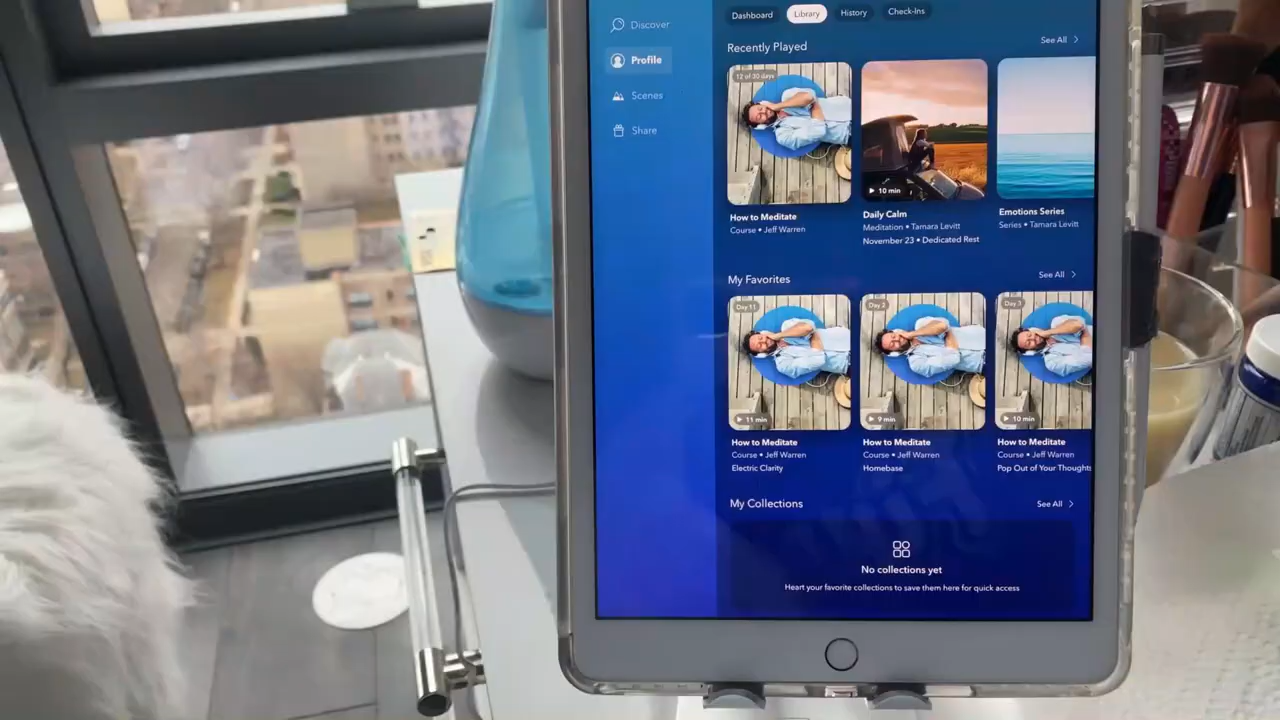 Discover
Profile
Scenes
Share
Dashboard
Library
History
Check-Ins
Recently Played
See All
12 of 30 days
How to Meditate
Course • Jeff Warren
10 min
Daily Calm
Meditation • Tamara Levitt
November 23 • Dedicated Rest
Emotions Series
Series • Tamara Levitt
My Favorites
See All
Day 11
11 min
How to Meditate
Course • Jeff Warren
Electric Clarity
Day 2
9 min
How to Meditate
Course • Jeff Warren
Homebase
Day 3
10 min
How to Meditate
Course • Jeff Warren
Pop Out of Your Thoughts
My Collections
See All
No collections yet
Heart your favorite collections to save them here for quick access